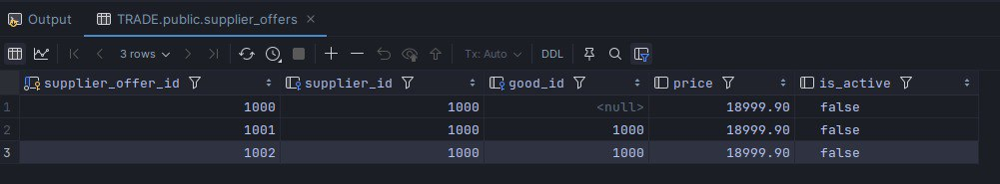 Output TRADE.public.supplier_offers ×
3 rows Tx: Auto DDL
supplier_offer_id supplier_id good_id price is_active
1 1000 1000 <null> 18999.90 false
2 1001 1000 1000 18999.90 false
3 1002 1000 1000 18999.90 false